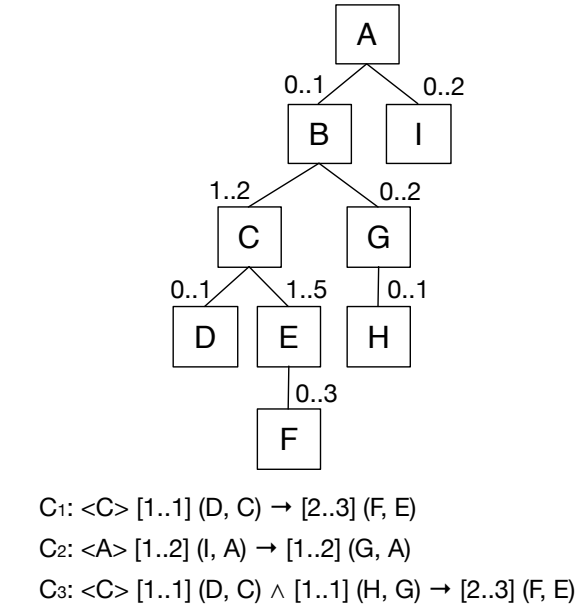 A
0..1 0..2
B I
1..2 0..2
C G
0..1 1..5 0..1
D E H
0..3
F
C1: <C> [1..1] (D, C) → [2..3] (F, E)
C2: <A> [1..2] (I, A) → [1..2] (G, A)
C3: <C> [1..1] (D, C) ∧ [1..1] (H, G) → [2..3] (F, E)